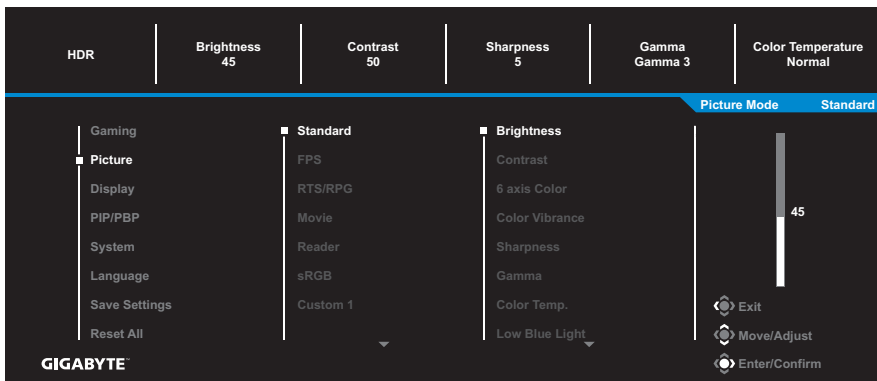 HDR
Brightness
45
Contrast
50
Sharpness
5
Gamma
Gamma 3
Color Temperature
Normal
Picture Mode Standard
Gaming
Picture
Display
PIP/PBP
System
Language
Save Settings
Reset All
Standard
FPS
RTS/RPG
Movie
Reader
sRGB
Custom 1
Brightness
Contrast
6 axis Color
Color Vibrance
Sharpness
Gamma
Color Temp.
Low Blue Light
45
Exit
Move/Adjust
Enter/Confirm
GIGABYTE™